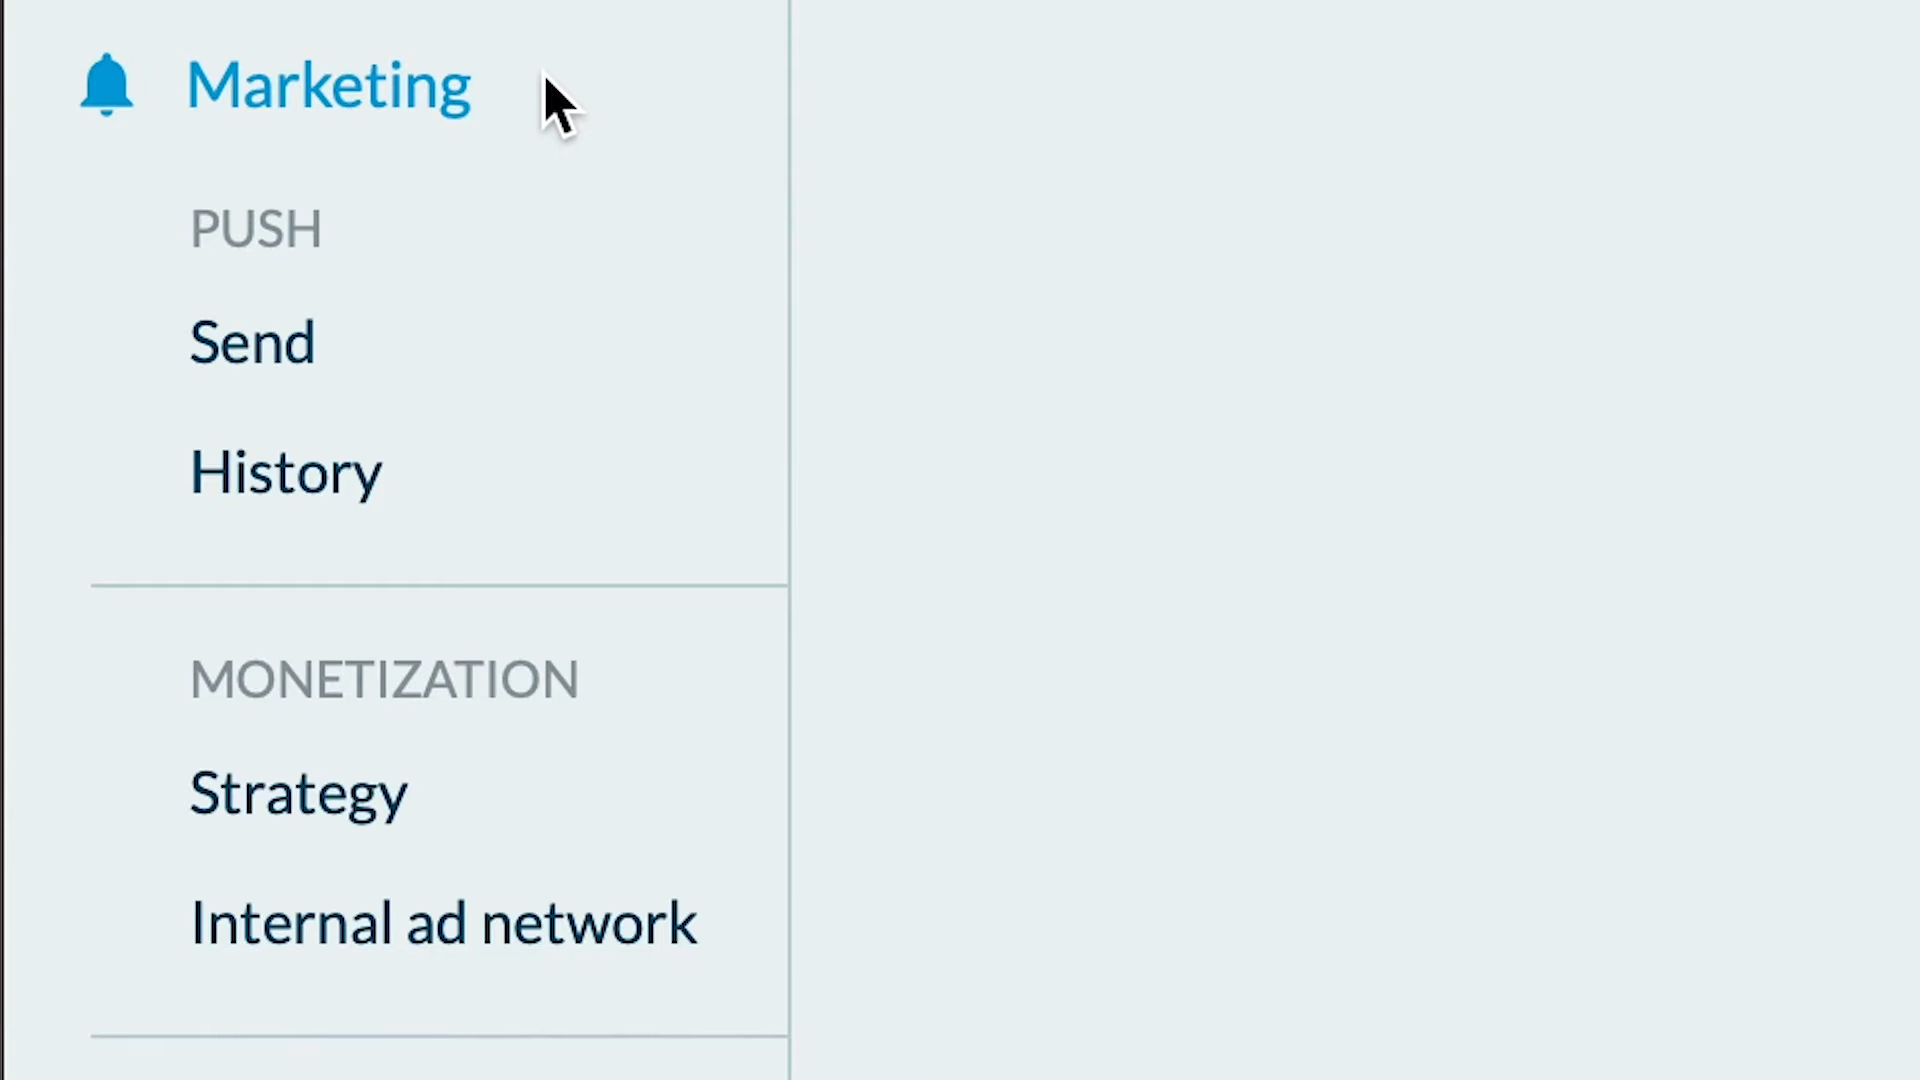 Marketing
PUSH
Send
History
MONETIZATION
Strategy
Internal ad network